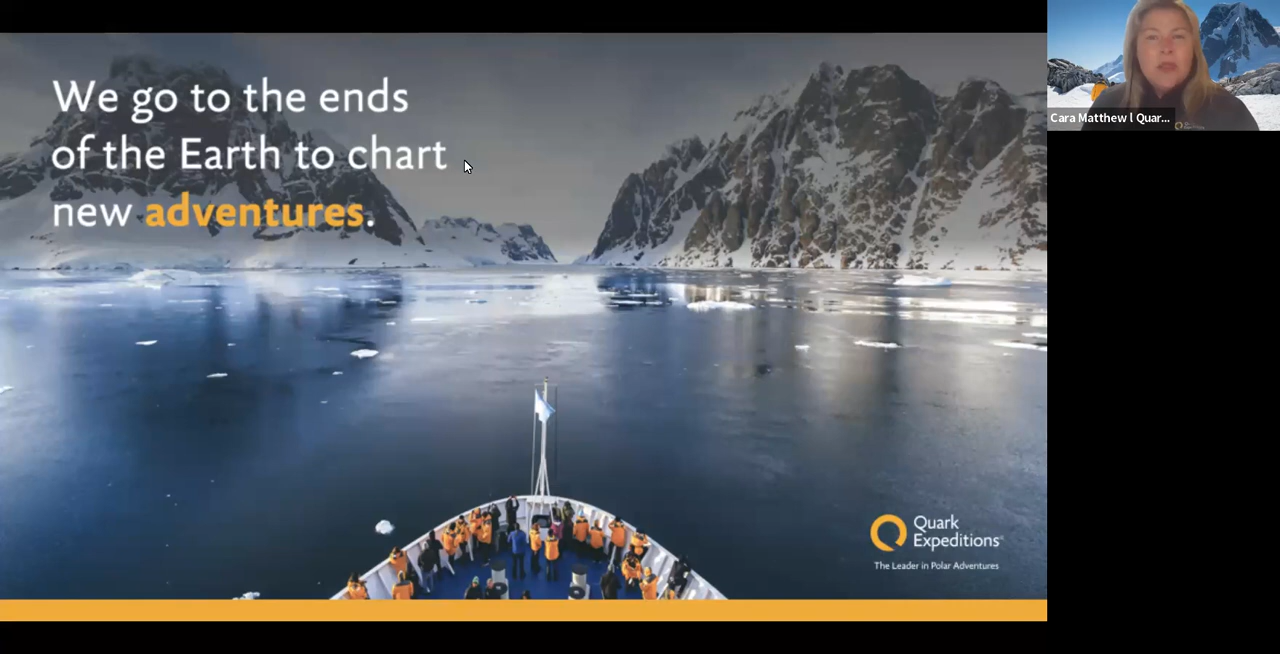 We go to the ends
of the Earth to chart
new adventures.
Cara Matthew l Quar...
Quark
Expeditions
The Leader in Polar Adventures